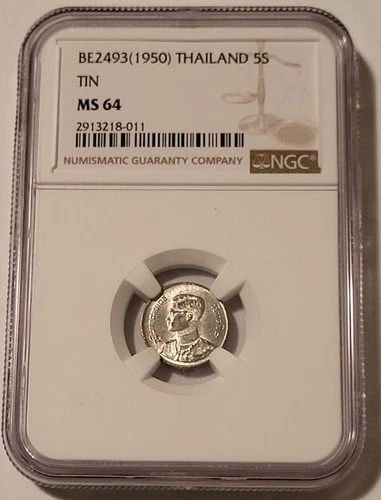 BE2493(1950) THAILAND 5S
TIN
MS 64
2913218-011
NUMISMATIC GUARANTY COMPANY NGC®